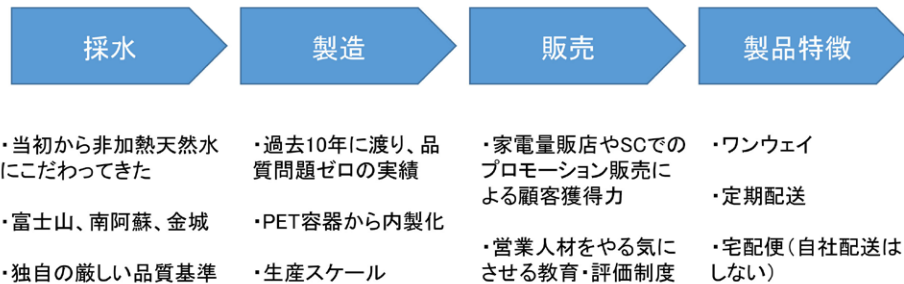 採水
製造
販売
製品特徴
・当初から非加熱天然水
にこだわってきた
・富士山、南阿蘇、金城
・独自の厳しい品質基準
・過去10年に渡り、品
質問題ゼロの実績
・PET容器から内製化
・生産スケール
・家電量販店やSCでの
プロモーション販売に
よる顧客獲得力
・営業人材をやる気に
させる教育・評価制度
・ワンウェイ
・定期配送
・宅配便（自社配送は
しない）